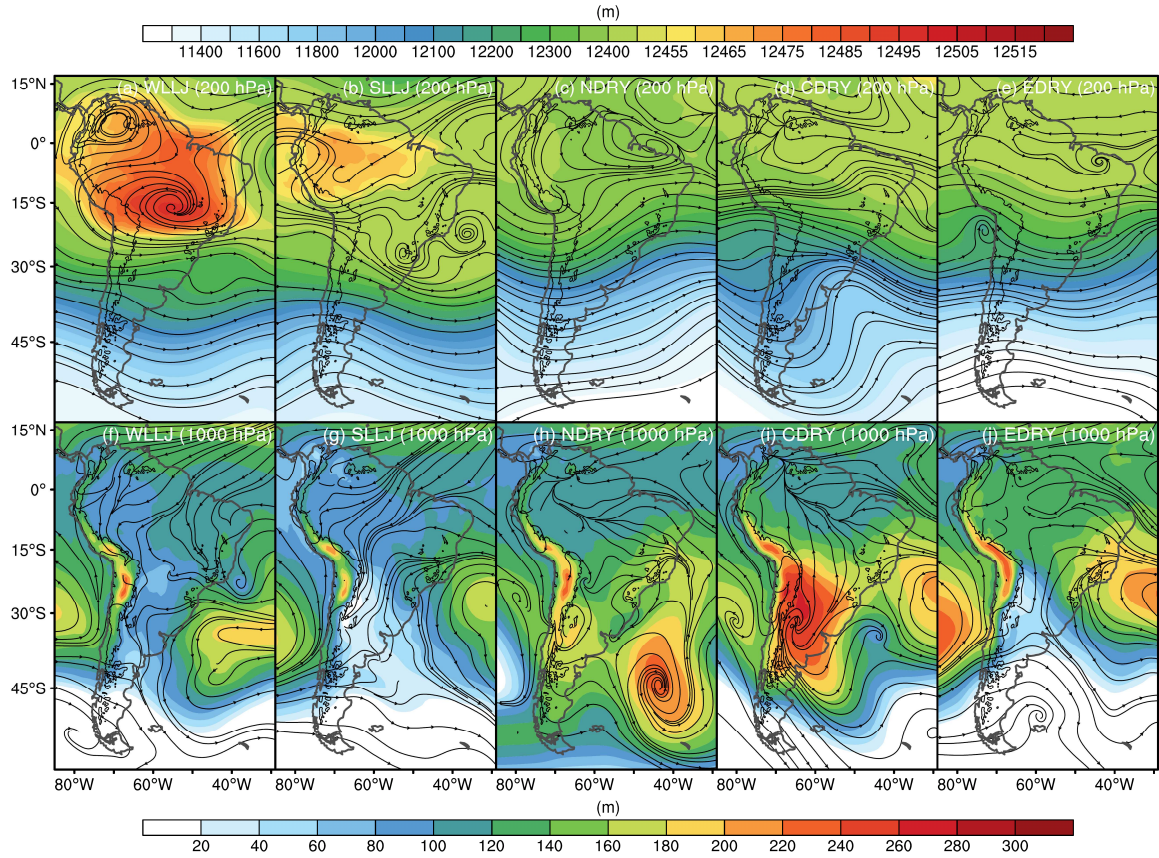 (m)
11400 11600 11800 12000 12100 12200 12300 12400 12455 12465 12475 12485 12495 12505 12515
15°N (a) WLLJ (200 hPa) (b) SLLJ (200 hPa) (c) NDRY (200 hPa) (d) CDRY (200 hPa) (e) EDRY (200 hPa)
0°
15°S
30°S
45°S
15°N (f) WLLJ (1000 hPa) (g) SLLJ (1000 hPa) (h) NDRY (1000 hPa) (i) CDRY (1000 hPa) (j) EDRY (1000 hPa)
0°
15°S
30°S
45°S
80°W 60°W 40°W 80°W 60°W 40°W 80°W 60°W 40°W 80°W 60°W 40°W 80°W 60°W 40°W
(m)
20 40 60 80 100 120 140 160 180 200 220 240 260 280 300